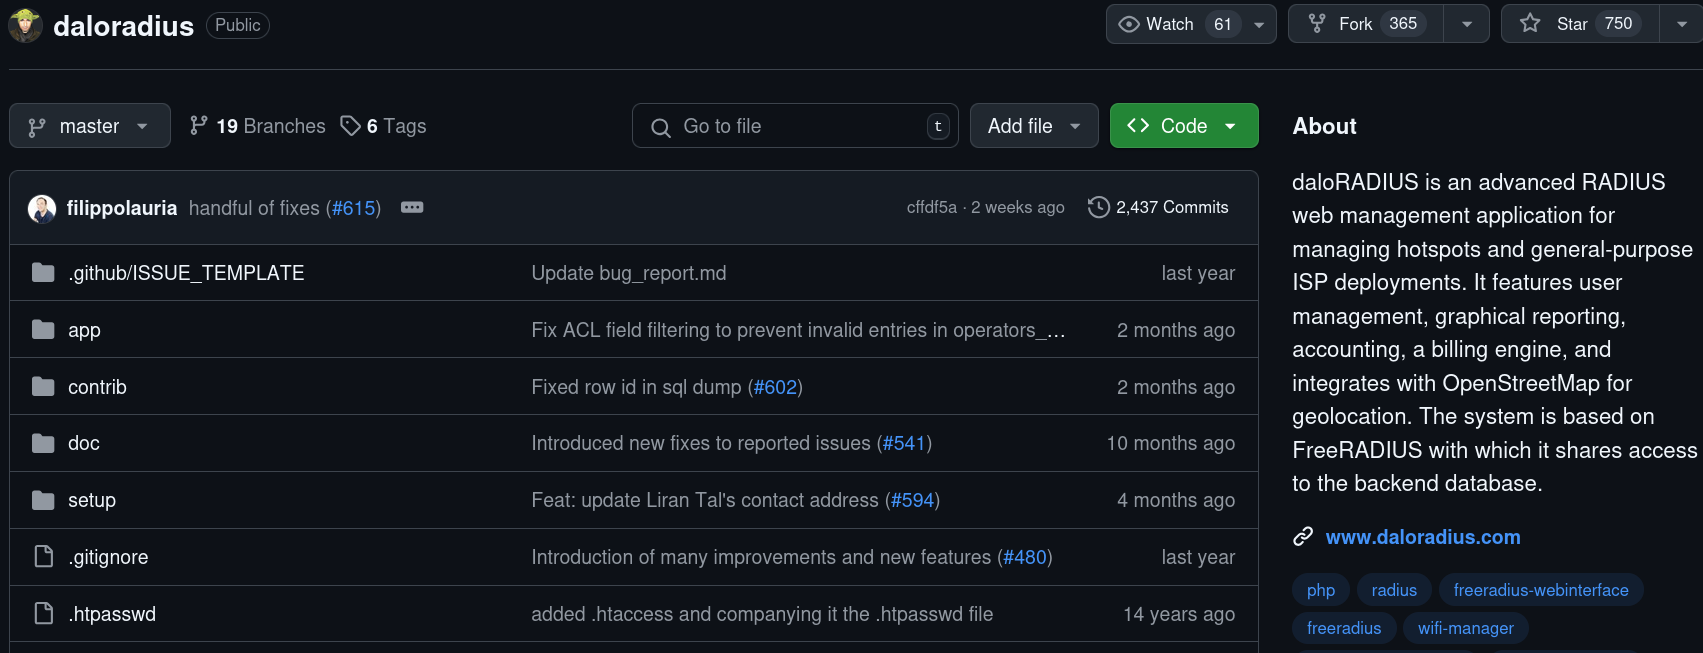 daloradius Public Watch 61 Fork 365 Star 750
master 19 Branches 6 Tags Go to file t Add file Code
filippolauria handful of fixes (#615) cffdf5a · 2 weeks ago 2,437 Commits
.github/ISSUE_TEMPLATE Update bug_report.md last year
app Fix ACL field filtering to prevent invalid entries in operators_… 2 months ago
contrib Fixed row id in sql dump (#602) 2 months ago
doc Introduced new fixes to reported issues (#541) 10 months ago
setup Feat: update Liran Tal's contact address (#594) 4 months ago
.gitignore Introduction of many improvements and new features (#480) last year
.htpasswd added .htaccess and companying it the .htpasswd file 14 years ago
About
daloRADIUS is an advanced RADIUS
web management application for
managing hotspots and general-purpose
ISP deployments. It features user
management, graphical reporting,
accounting, a billing engine, and
integrates with OpenStreetMap for
geolocation. The system is based on
FreeRADIUS with which it shares access
to the backend database.
www.daloradius.com
php radius freeradius-webinterface
freeradius wifi-manager